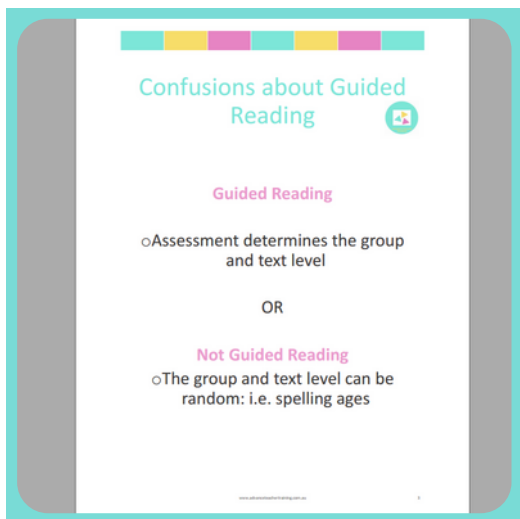 Confusions about Guided
Reading
Guided Reading
oAssessment determines the group
and text level
OR
Not Guided Reading
oThe group and text level can be
random: i.e. spelling ages